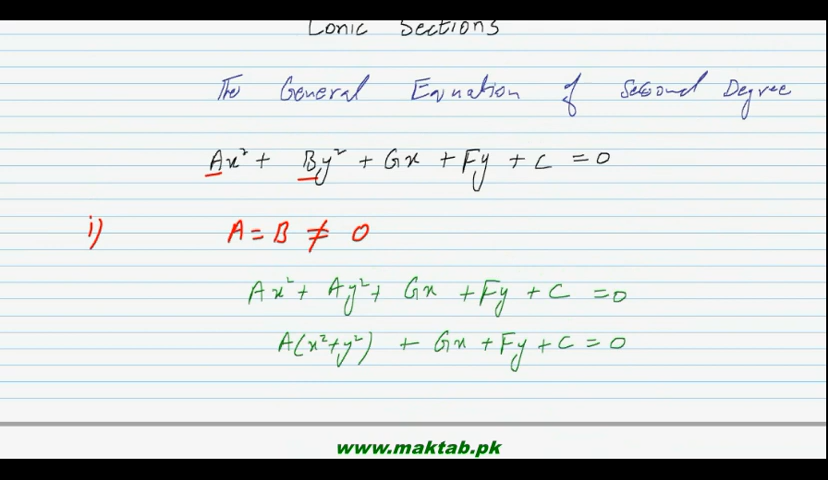 Conic Sections
The General Equation of Second Degree
Ax² + By² + Gx + Fy + C = 0
i) A = B ≠ 0
Ax² + Ay² + Gx + Fy + C = 0
A(x²+y²) + Gx + Fy + C = 0
www.maktab.pk